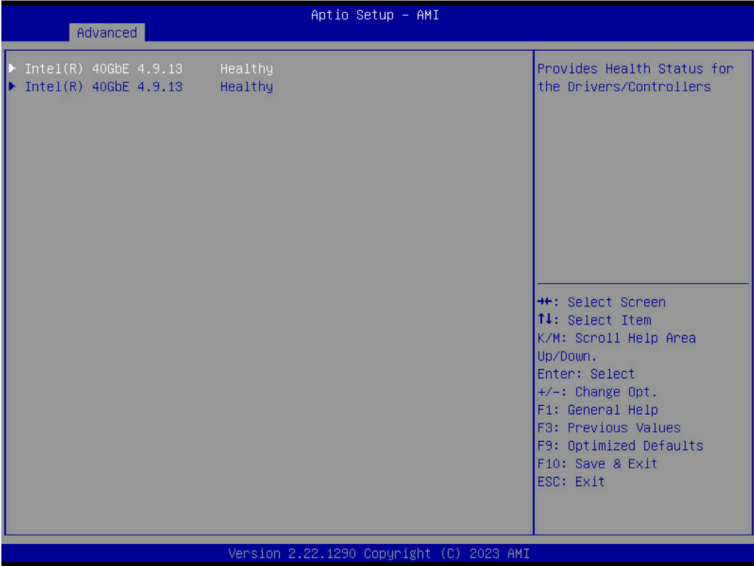 Aptio Setup – AMI
Advanced
▶ Intel(R) 40GbE 4.9.13 Healthy
▶ Intel(R) 40GbE 4.9.13 Healthy
Provides Health Status for
the Drivers/Controllers
→←: Select Screen
↑↓: Select Item
K/M: Scroll Help Area
Up/Down.
Enter: Select
+/-: Change Opt.
F1: General Help
F3: Previous Values
F9: Optimized Defaults
F10: Save & Exit
ESC: Exit
Version 2.22.1290 Copyright (C) 2023 AMI